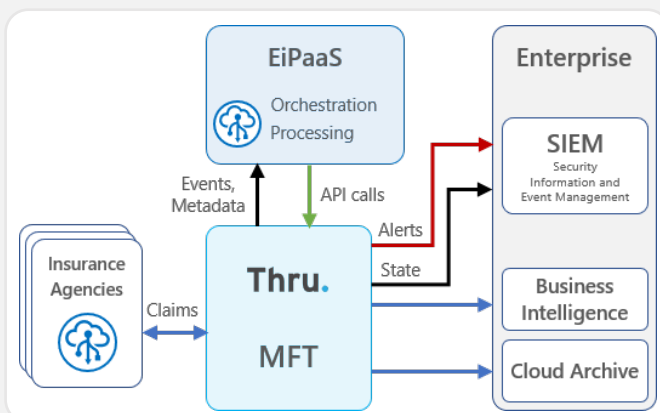 EiPaaS
Orchestration
Processing
Enterprise
SIEM
Security
Information and
Event Management
Events,
Metadata
API calls
Alerts
State
Insurance
Agencies
Claims
Thru.
MFT
Business
Intelligence
Cloud Archive